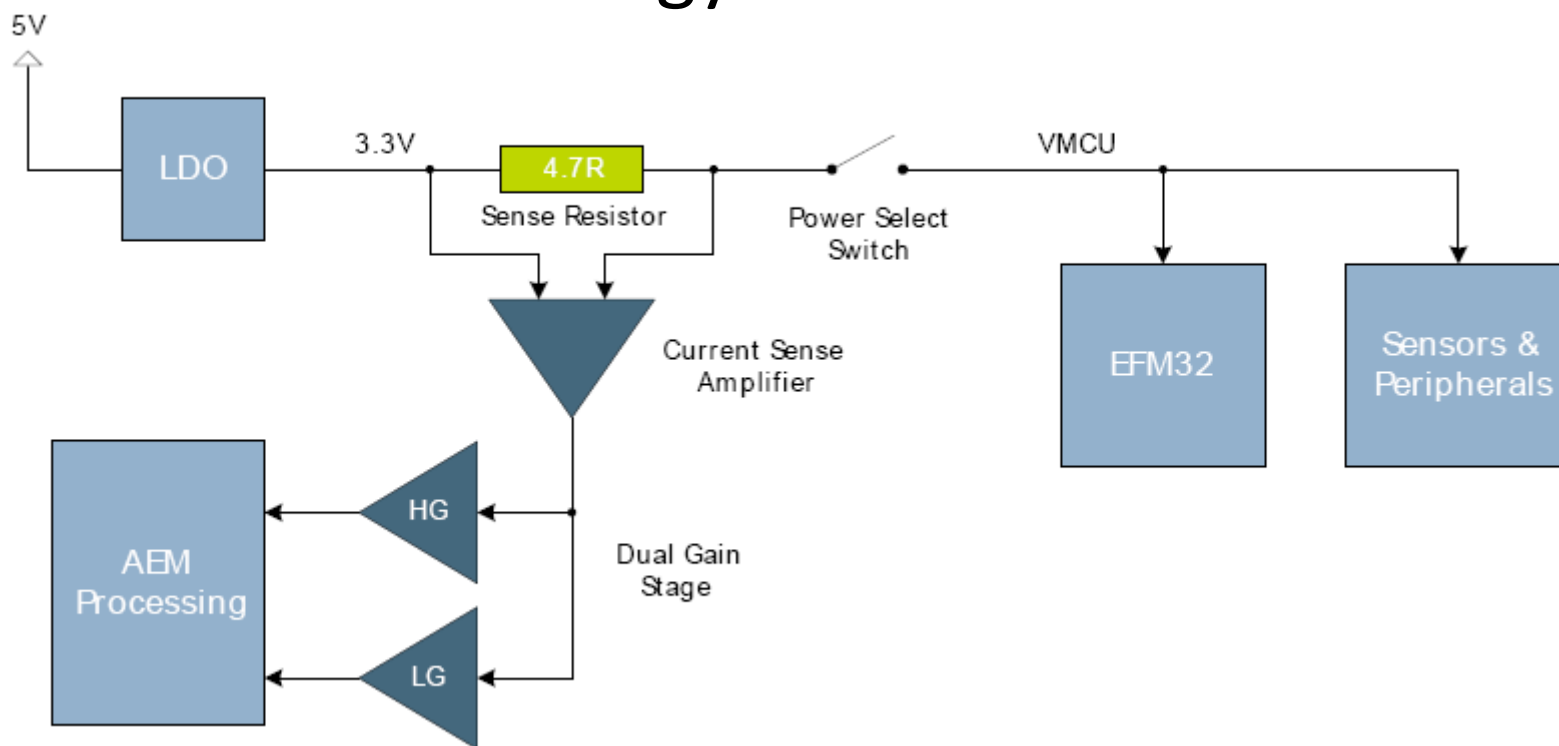 gy
5V
LDO
3.3V
4.7R
Sense Resistor
Power Select
Switch
VMCU
EFM32
Sensors &
Peripherals
Current Sense
Amplifier
HG
Dual Gain
Stage
LG
AEM
Processing